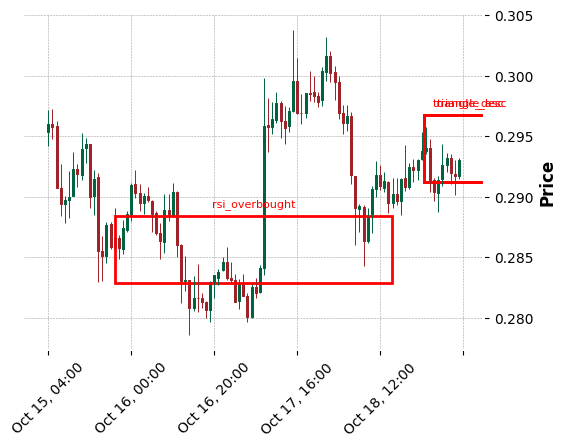 0.305
0.300
triangle_desc
0.295
0.290
rsi_overbought
Price
0.285
0.280
Oct 15, 04:00
Oct 16, 00:00
Oct 16, 20:00
Oct 17, 16:00
Oct 18, 12:00